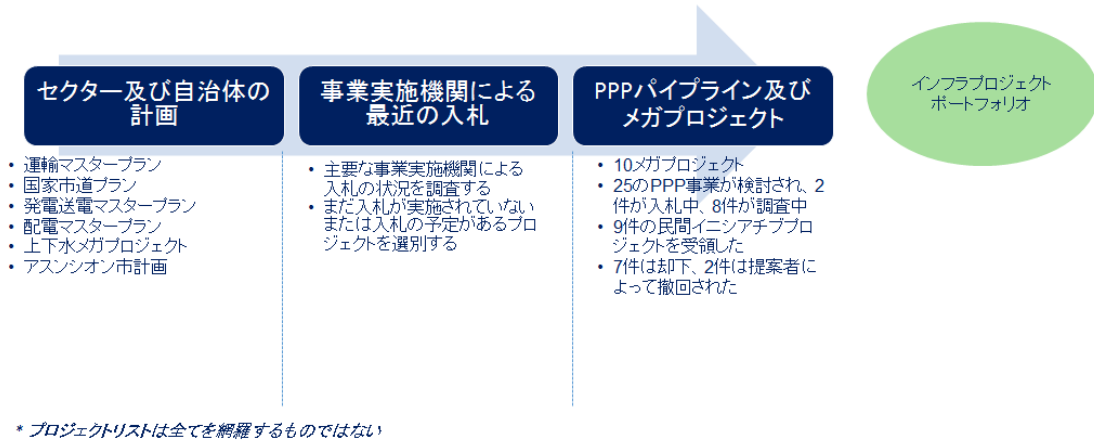 セクター及び自治体の
計画
• 運輸マスタープラン
• 国家市道プラン
• 発電送電マスタープラン
• 配電マスタープラン
• 上下水メガプロジェクト
• アスンシオン市計画
事業実施機関による
最近の入札
• 主要な事業実施機関による
入札の状況を調査する
• まだ入札が実施されていない
または入札の予定があるプロ
ジェクトを選別する
PPPパイプライン及び
メガプロジェクト
• 10メガプロジェクト
• 25のPPP事業が検討され、2
件が入札中、8件が調査中
• 9件の民間イニシアチブプロ
ジェクトを受領した
• 7件は却下、2件は提案者に
よって撤回された
インフラプロジェクト
ポートフォリオ
* プロジェクトリストは全てを網羅するものではない